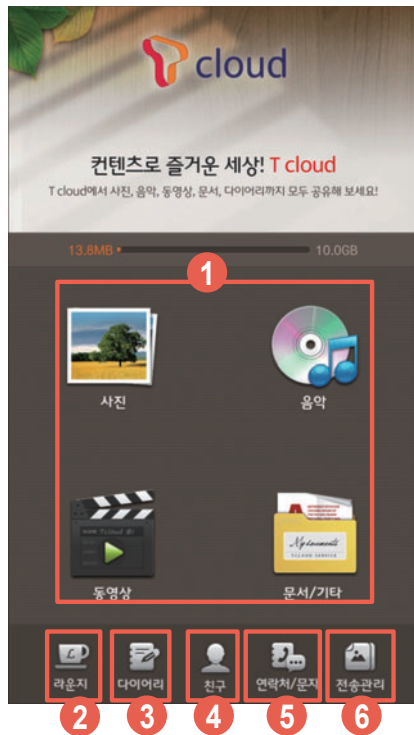 T cloud
컨텐츠로 즐거운 세상! T cloud
T cloud에서 사진, 음악, 동영상, 문서, 다이어리까지 모두 공유해 보세요!
13.8MB 10.0GB
1
사진 음악
My documents
TCLOUD SERVICE
동영상 문서/기타
L
라운지 다이어리 친구 연락처/문자 전송관리
2 3 4 5 6